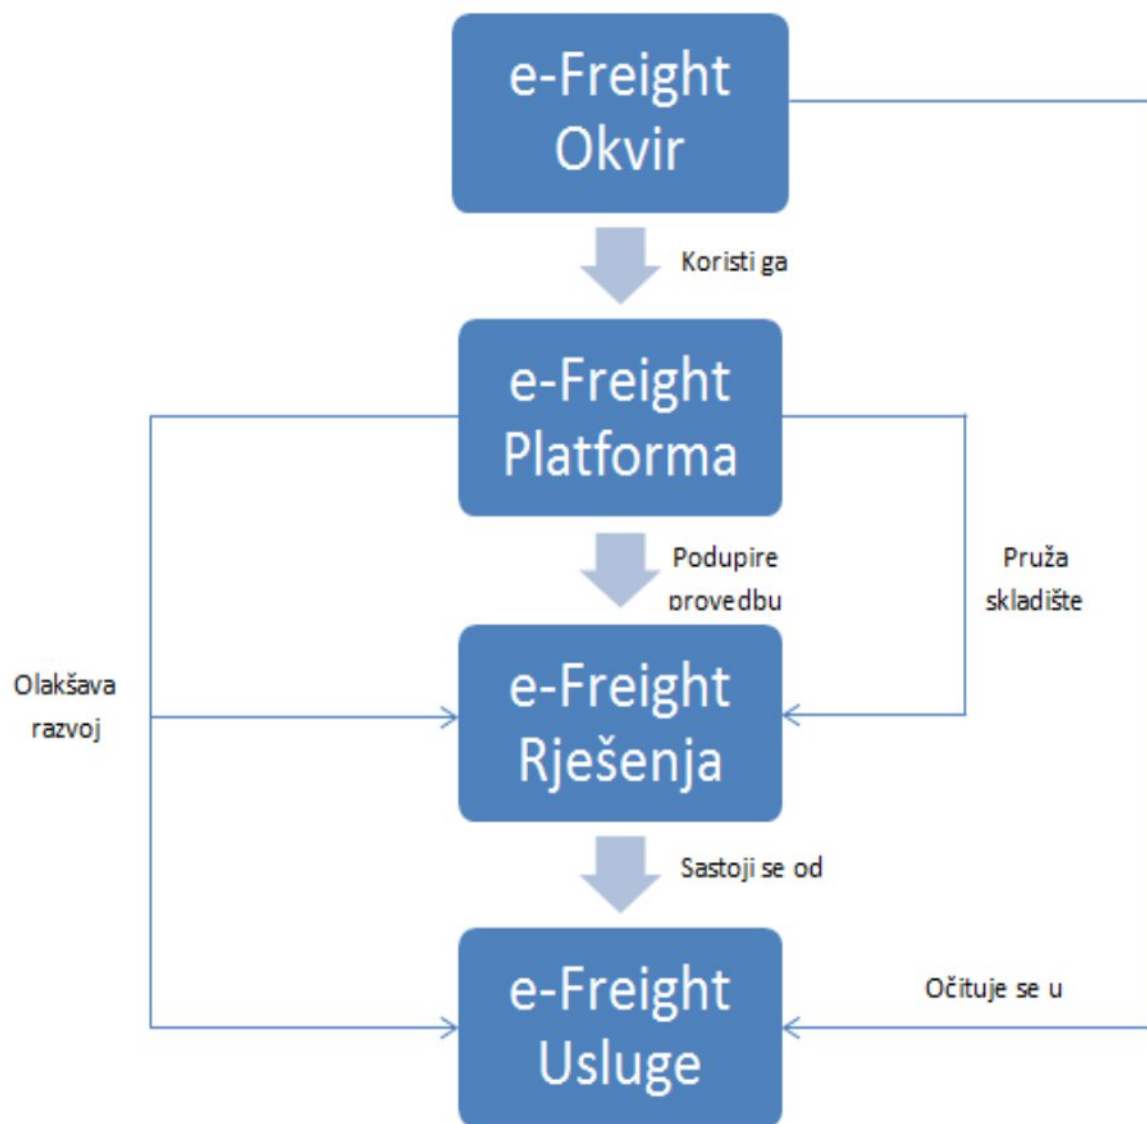 e-Freight
Okvir
Koristi ga
e-Freight
Platforma
Podupire
provedbu
Pruža
skladište
Olakšava
razvoj
e-Freight
Rješenja
Sastoji se od
Očituje se u
e-Freight
Usluge